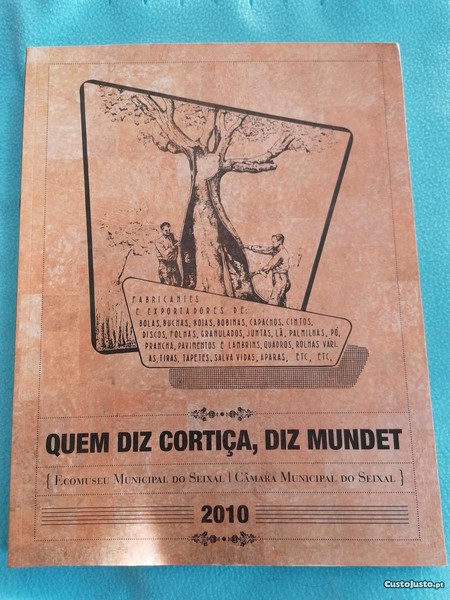 FABRICANTES
E EXPORTADORES DE:
BOLAS, BUCHAS, BOIAS, BOBINAS, CAPACHOS, CINTOS,
DISCOS, FOLHAS, GRANULADOS, JUNTAS, LÃ, PALMILHAS, PÓ,
PRANCHA, PAVIMENTOS E LAMBRINS, QUADROS, ROLHAS VARI.
AS, TIRAS, TAPETES, SALVA VIDAS, APARAS, ETC, ETC.
QUEM DIZ CORTIÇA, DIZ MUNDET
{ ECOMUSEU MUNICIPAL DO SEIXAL | CÂMARA MUNICIPAL DO SEIXAL }
2010
CustoJusto.pt